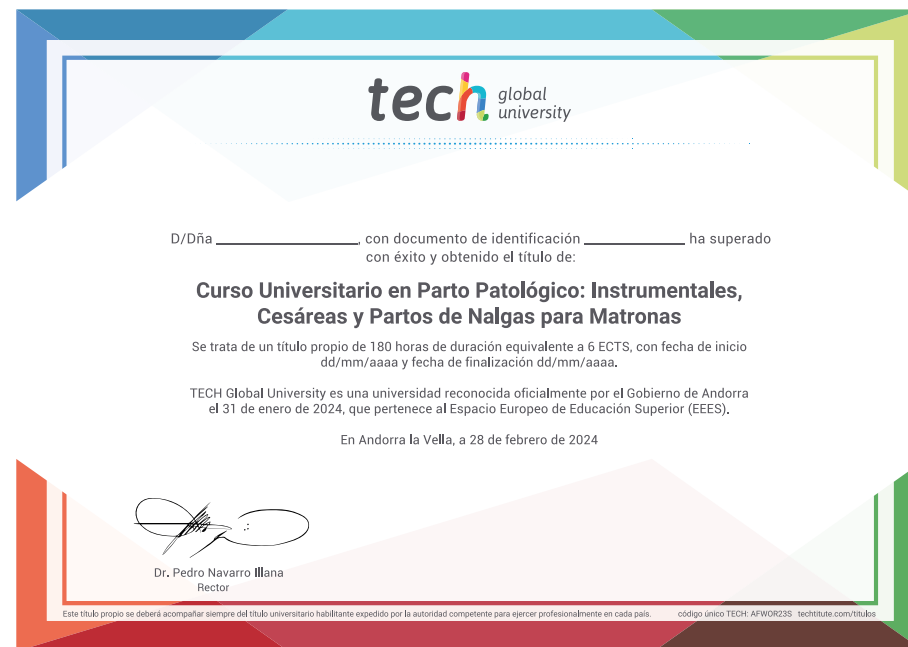 tech global university
D/Dña ____________, con documento de identificación ____________ ha superado
con éxito y obtenido el título de:
Curso Universitario en Parto Patológico: Instrumentales,
Cesáreas y Partos de Nalgas para Matronas
Se trata de un título propio de 180 horas de duración equivalente a 6 ECTS, con fecha de inicio
dd/mm/aaaa y fecha de finalización dd/mm/aaaa.
TECH Global University es una universidad reconocida oficialmente por el Gobierno de Andorra
el 31 de enero de 2024, que pertenece al Espacio Europeo de Educación Superior (EEES).
En Andorra la Vella, a 28 de febrero de 2024
Dr. Pedro Navarro Illana
Rector
Este título propio se deberá acompañar siempre del título universitario habilitante expedido por la autoridad competente para ejercer profesionalmente en cada país. código único TECH: AFWOR23S techtitute.com/titulos